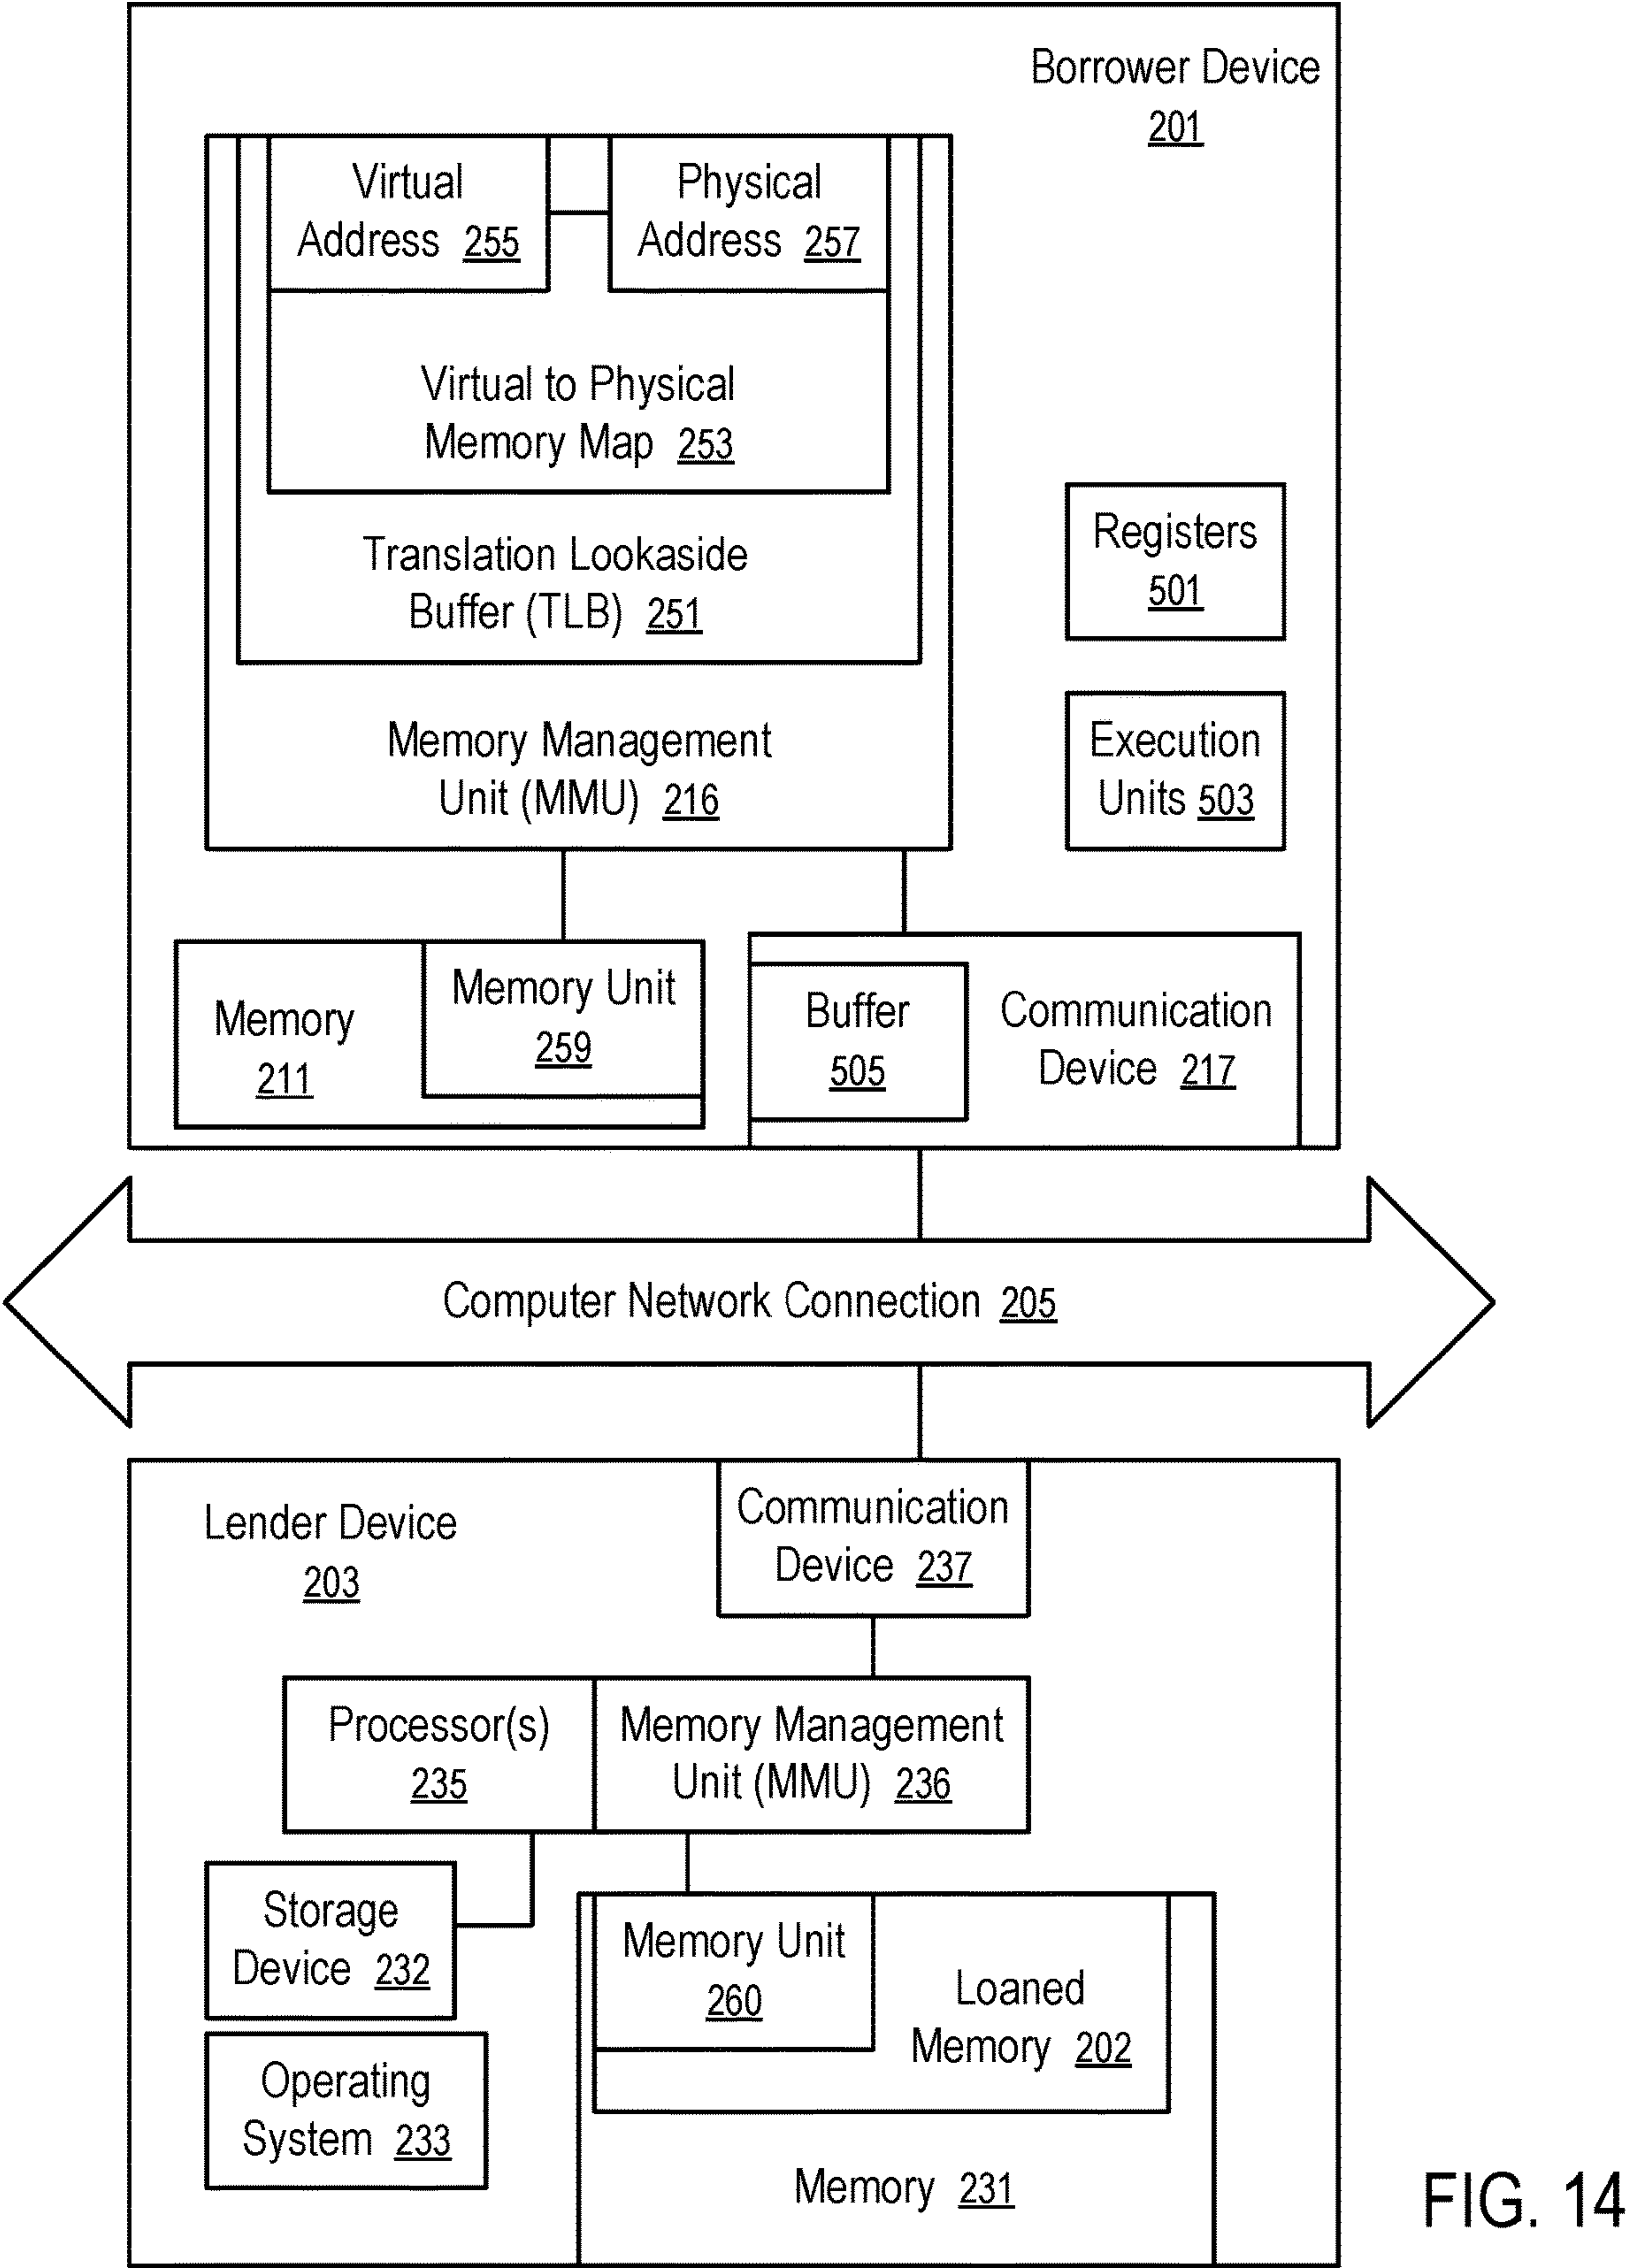 Borrower Device
201
Virtual
Address 255
Physical
Address 257
Virtual to Physical
Memory Map 253
Translation Lookaside
Buffer (TLB) 251
Registers
501
Memory Management
Unit (MMU) 216
Execution
Units 503
Memory
211
Memory Unit
259
Buffer
505
Communication
Device 217
Computer Network Connection 205
Lender Device
203
Communication
Device 237
Processor(s)
235
Memory Management
Unit (MMU) 236
Storage
Device 232
Memory Unit
260
Loaned
Memory 202
Operating
System 233
Memory 231
FIG. 14